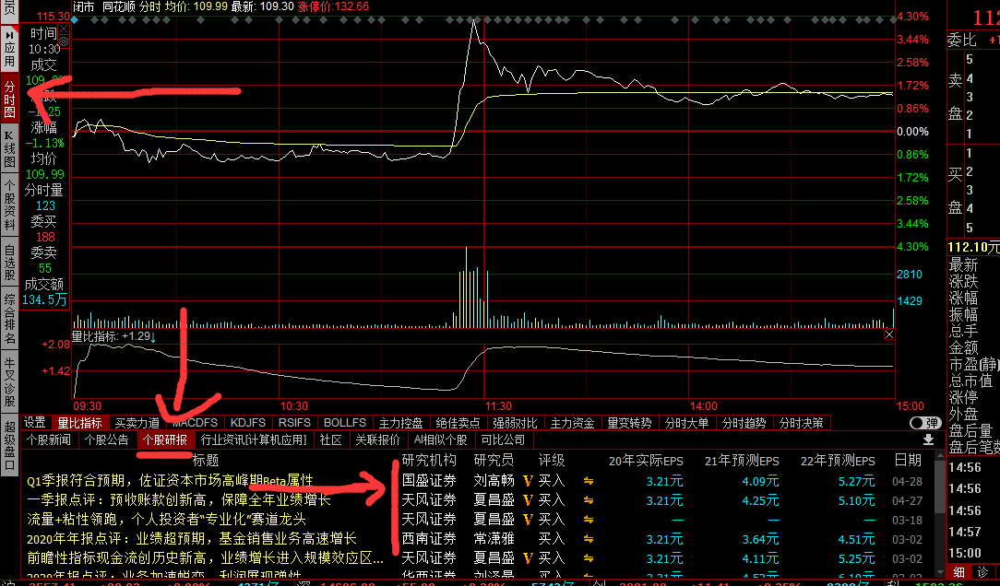 闭市 同花顺 分时 均价: 109.99 最新: 109.30 涨停价:132.66
115.30
时间
10:30
成交
涨幅
-1.13%
均价
109.99
分时量
123
委买
188
委卖
55
成交额
134.5万
员
应用
分时图
K线图
个股资料
自选股
综合排名
牛叉诊股
超级盘口
4.30%
3.44%
2.58%
1.72%
0.86%
0.00%
0.86%
1.72%
2.58%
3.44%
4.30%
2810
1429
量比指标: +1.29↓
+2.08
+1.42
09:30 10:30 11:30 14:00 15:00
设置 量比指标 买卖力道 MACDFS KDJFS RSIFS BOLLFS 主力控盘 绝佳卖点 强弱对比 主力资金 量变转势 分时大单 分时趋势 分时决策
弹
个股新闻 个股公告 个股研报 行业资讯[计算机应用] 社区 关联报价 AI相似个股 可比公司
标题 研究机构 研究员 评级 20年实际EPS 21年预测EPS 22年预测EPS 日期
Q1季报符合预期，佐证资本市场高峰期Beta属性 国盛证券 刘高畅 V 买入 3.21元 4.09元 5.27元 04-28
一季报点评：预收账款创新高，保障全年业绩增长 天风证券 夏昌盛 V 买入 3.21元 4.25元 5.10元 04-27
流量+粘性领跑，个人投资者“专业化”赛道龙头 天风证券 夏昌盛 V 买入 — — — 03-18
2020年年报点评：业绩超预期，基金销售业务高速增长 西南证券 常潇雅 买入 3.21元 3.64元 4.51元 03-02
前瞻性指标现金流创历史新高，业绩增长进入规模效应区... 天风证券 夏昌盛 V 买入 3.21元 4.11元 5.25元 03-02
112
委比 +1
卖盘
5
4
3
2
1
买盘
1
2
3
4
5
112.10元
最新
涨跌
涨幅
振幅
总手
金额
市盈(静)
总市值
涨停
外盘
盘后量
盘后笔数
14:56
14:56
14:56
14:57
15:00
细 诊